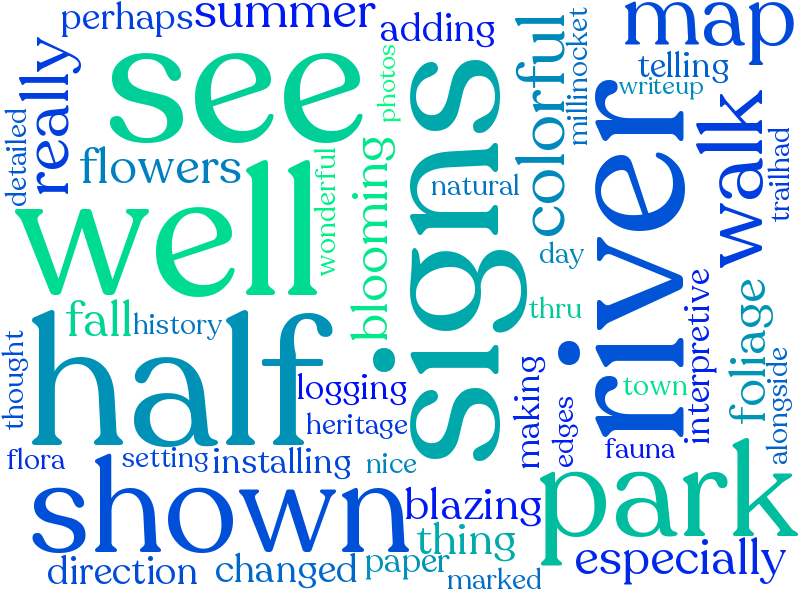 perhaps
summer
adding
map
really
see
photos
signs
colorful
millinocket
telling
writeup
river
walk
detailed
flowers
wonderful
blooming
natural
trailhad
well
day
fall
history
thru
interpretive
foliage
thought
half
logging
heritage
making
edges
town
alongside
flora
setting
installing
nice
fauna
shown
blazing
park
thing
especially
direction
changed
paper
marked